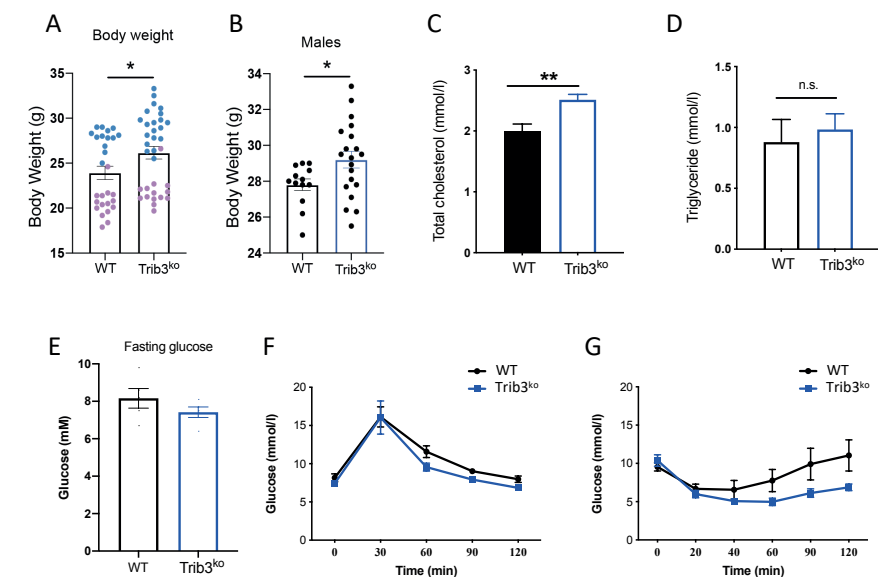 A
Body weight
*
Body Weight (g)
35
30
25
20
15
WT
Trib3ko
B
Males
*
Body Weight (g)
34
32
30
28
26
24
WT
Trib3ko
C
**
Total cholesterol (mmol/l)
3
2
1
0
WT
Trib3ko
D
n.s.
Triglyceride (mmol/l)
1.5
1.0
0.5
0.0
WT
Trib3ko
E
Fasting glucose
Glucose (mM)
10
8
6
4
2
0
WT
Trib3ko
F
WT
Trib3ko
Glucose (mmol/l)
20
15
10
5
0
0
30
60
90
120
Time (min)
G
WT
Trib3ko
Glucose (mmol/l)
20
15
10
5
0
0
20
40
60
90
120
Time (min)